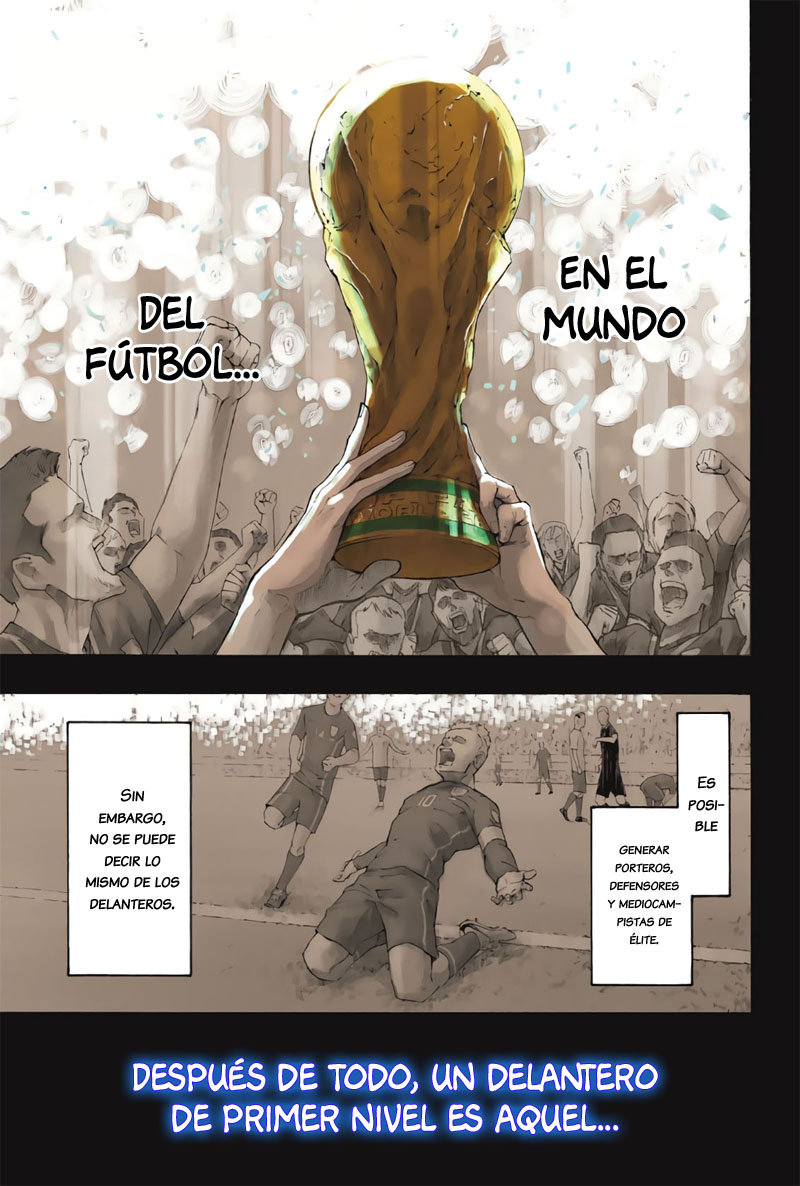 EN EL
MUNDO
DEL
FÚTBOL...
ES
POSI-
BLE
GENERAR
PORTEROS,
DEFENSORES
Y MEDIOCAM-
PISTAS DE
ÉLITE.
SIN
EMBARGO,
NO SE PUEDE
DECIR LO
MISMO DE LOS
DELANTEROS.
DESPUÉS DE TODO, UN DELANTERO
DE PRIMER NIVEL ES AQUEL...
10